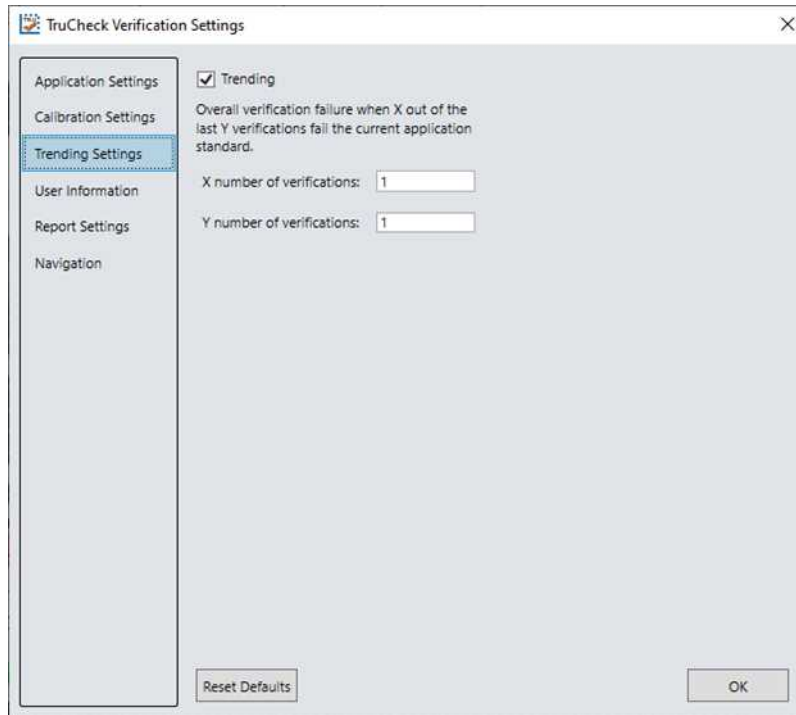 TruCheck Verification Settings
Application Settings
Calibration Settings
Trending Settings
User Information
Report Settings
Navigation
Trending
Overall verification failure when X out of the
last Y verifications fail the current application
standard.
X number of verifications: 1
Y number of verifications: 1
Reset Defaults
OK